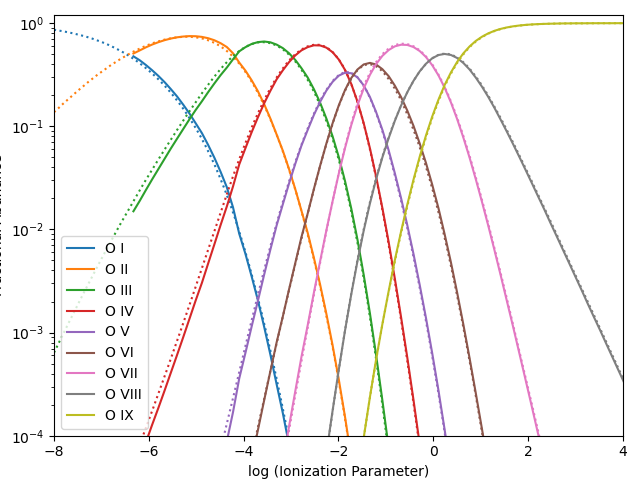 10⁰
10⁻¹
10⁻²
10⁻³
10⁻⁴
O I
O II
O III
O IV
O V
O VI
O VII
O VIII
O IX
−8 −6 −4 −2 0 2 4
log (Ionization Parameter)